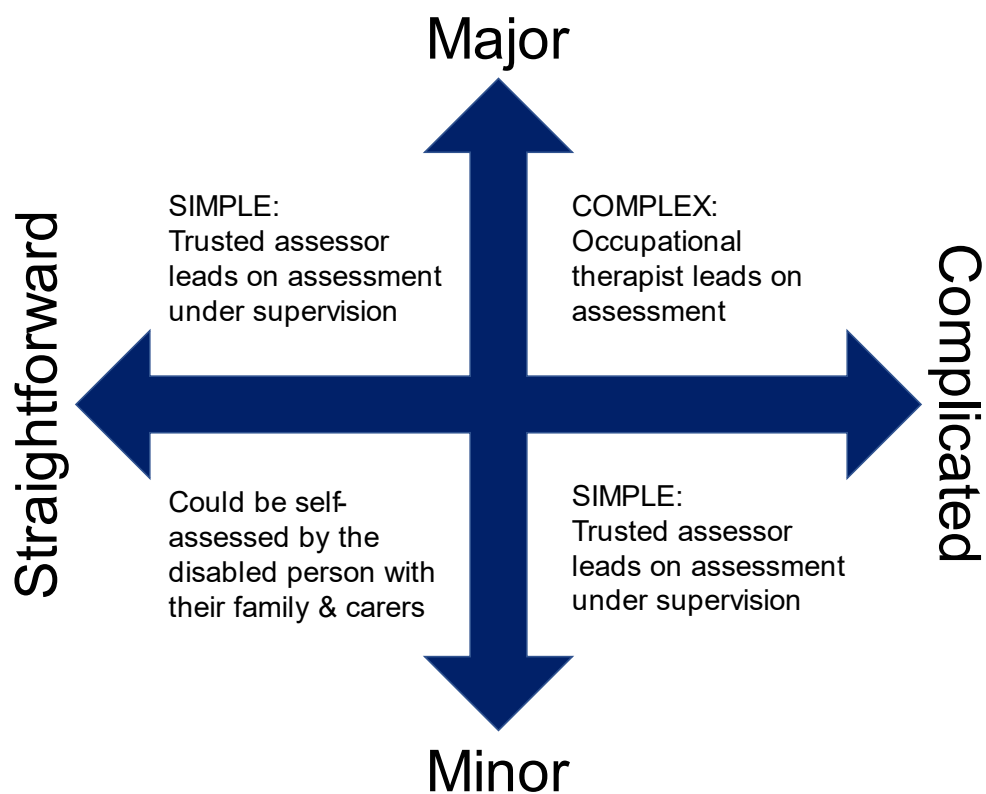 Major
SIMPLE:
Trusted assessor
leads on assessment
under supervision
COMPLEX:
Occupational
therapist leads on
assessment
Straightforward
Complicated
Could be self-
assessed by the
disabled person with
their family & carers
SIMPLE:
Trusted assessor
leads on assessment
under supervision
Minor